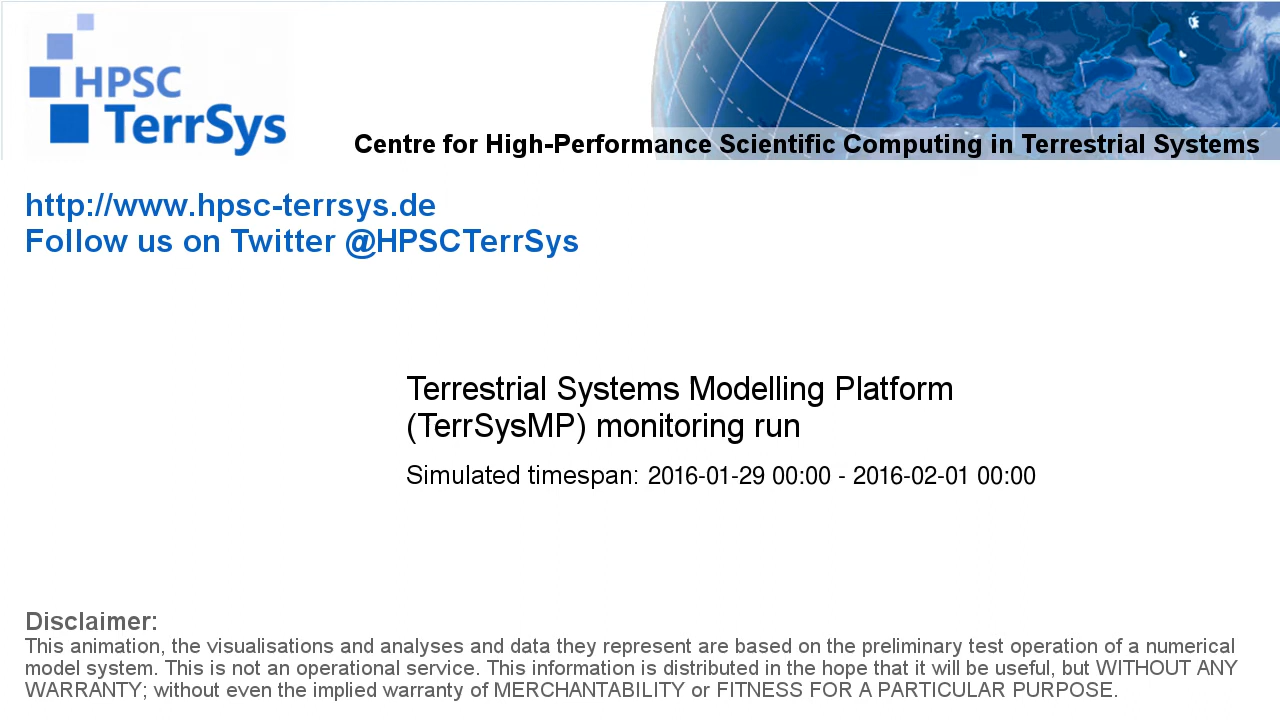 HPSC
TerrSys
Centre for High-Performance Scientific Computing in Terrestrial Systems
http://www.hpsc-terrsys.de
Follow us on Twitter @HPSCTerrSys
Terrestrial Systems Modelling Platform
(TerrSysMP) monitoring run
Simulated timespan: 2016-01-29 00:00 - 2016-02-01 00:00
Disclaimer:
This animation, the visualisations and analyses and data they represent are based on the preliminary test operation of a numerical
model system. This is not an operational service. This information is distributed in the hope that it will be useful, but WITHOUT ANY
WARRANTY; without even the implied warranty of MERCHANTABILITY or FITNESS FOR A PARTICULAR PURPOSE.